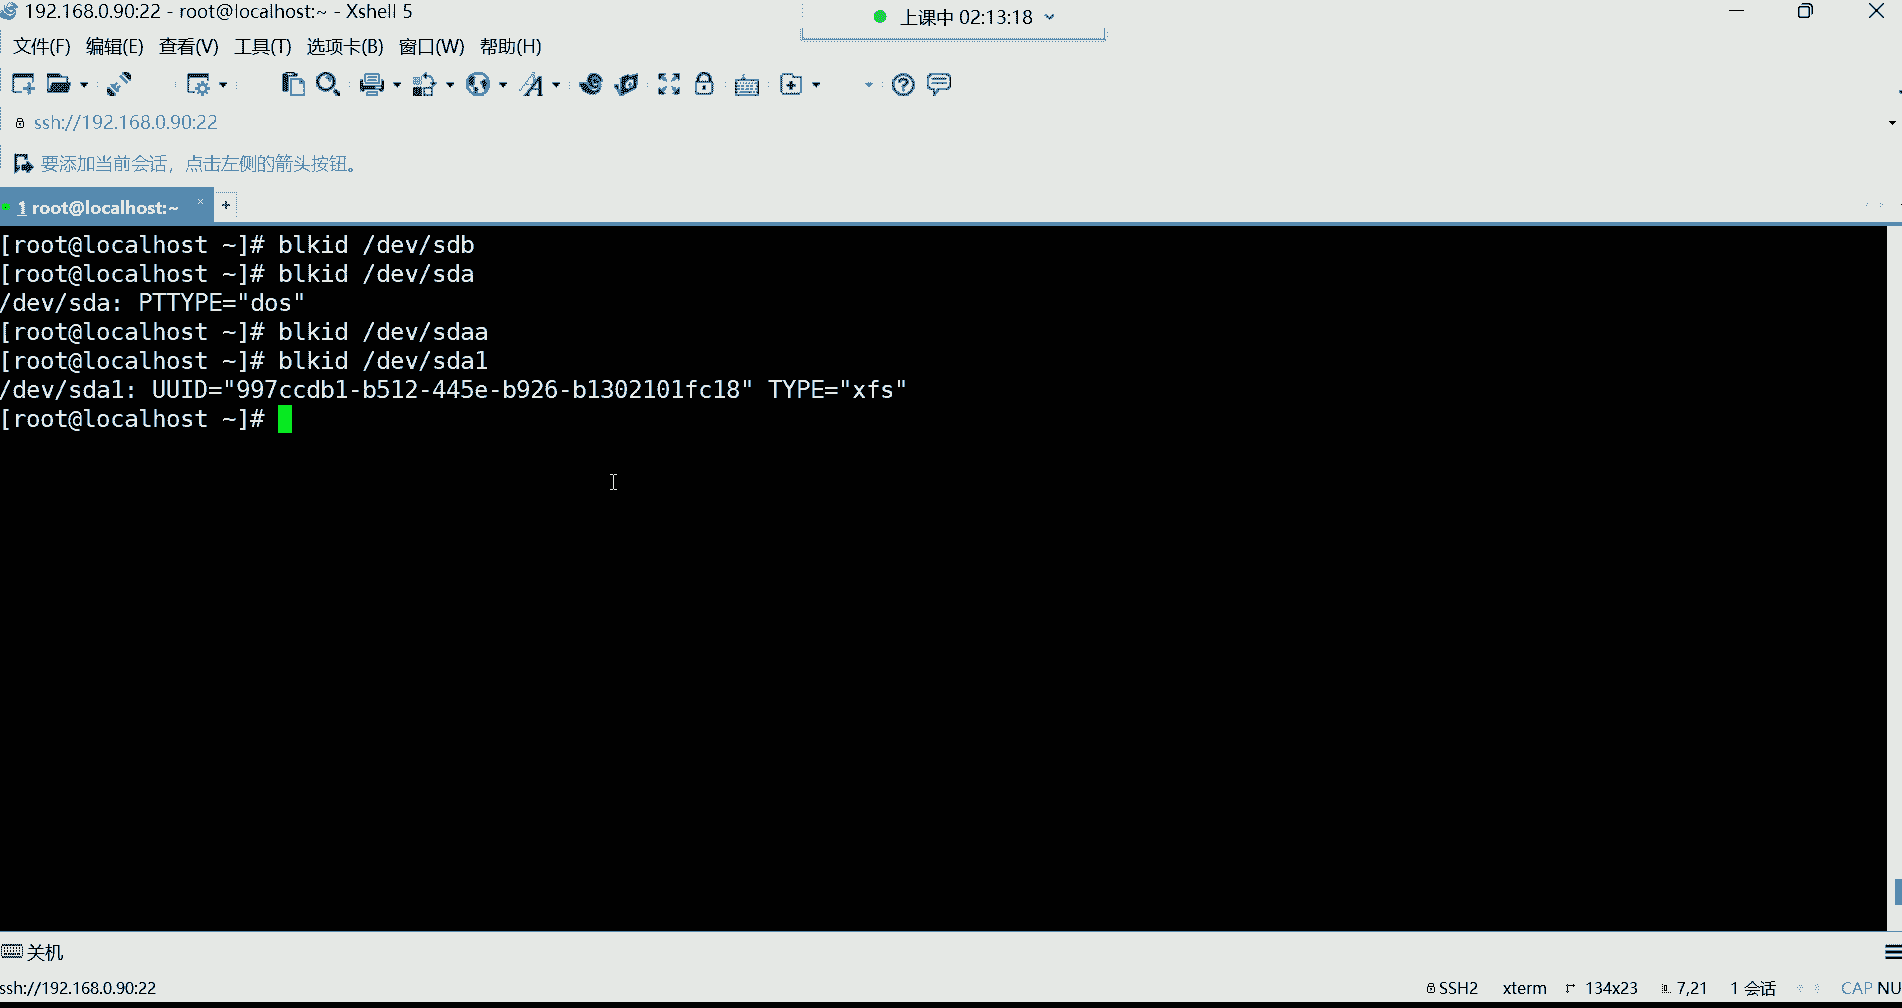 192.168.0.90:22 - root@localhost:~ - Xshell 5
上课中 02:13:18
文件(F) 编辑(E) 查看(V) 工具(T) 选项卡(B) 窗口(W) 帮助(H)
ssh://192.168.0.90:22
要添加当前会话，点击左侧的箭头按钮。
1 root@localhost:~ × +
[root@localhost ~]# blkid /dev/sdb
[root@localhost ~]# blkid /dev/sda
/dev/sda: PTTYPE="dos"
[root@localhost ~]# blkid /dev/sdaa
[root@localhost ~]# blkid /dev/sda1
/dev/sda1: UUID="997ccdb1-b512-445e-b926-b1302101fc18" TYPE="xfs"
[root@localhost ~]#
关机
ssh://192.168.0.90:22 SSH2 xterm 134x23 7,21 1 会话 CAP NU